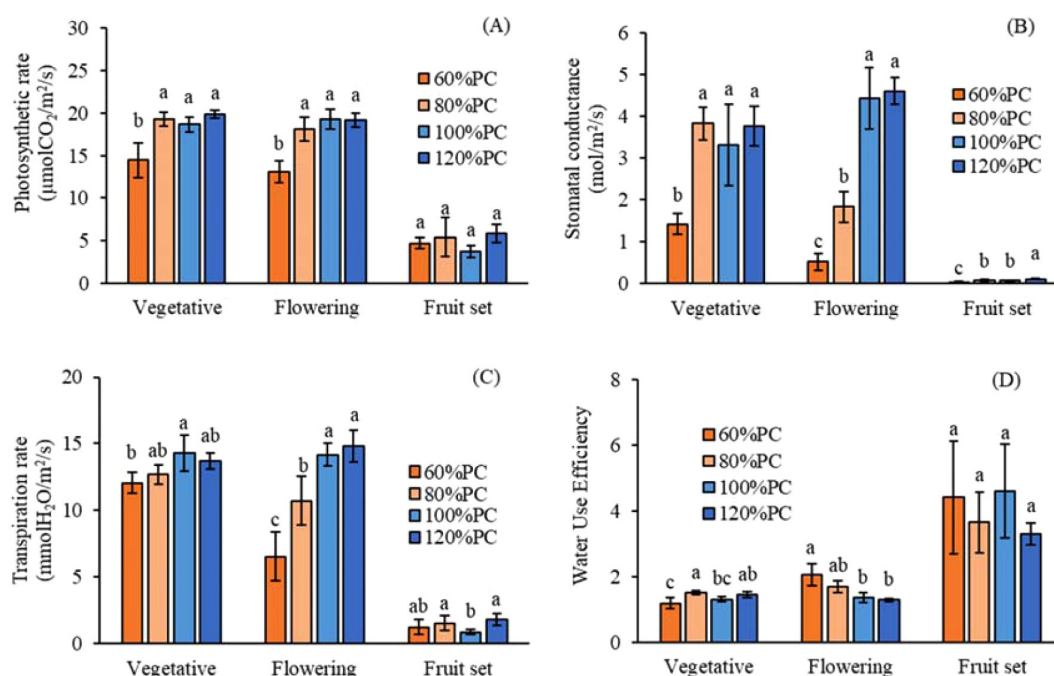 (A)
Photosynthetic rate
(µmolCO₂/m²/s)
30
25
20
15
10
5
0
b a a a
b a a a
a a a a
60%PC
80%PC
100%PC
120%PC
Vegetative Flowering Fruit set
(B)
Stomatal conductance
(mol/m²/s)
6
5
4
3
2
1
0
b a a a
c b a a
c b b a
60%PC
80%PC
100%PC
120%PC
Vegetative Flowering Fruit set
(C)
Transpiration rate
(mmolH₂O/m²/s)
20
15
10
5
0
b ab a ab
c b a a
ab a b a
60%PC
80%PC
100%PC
120%PC
Vegetative Flowering Fruit set
(D)
Water Use Efficiency
8
6
4
2
0
c a bc ab
a ab b b
a a a a
60%PC
80%PC
100%PC
120%PC
Vegetative Flowering Fruit set